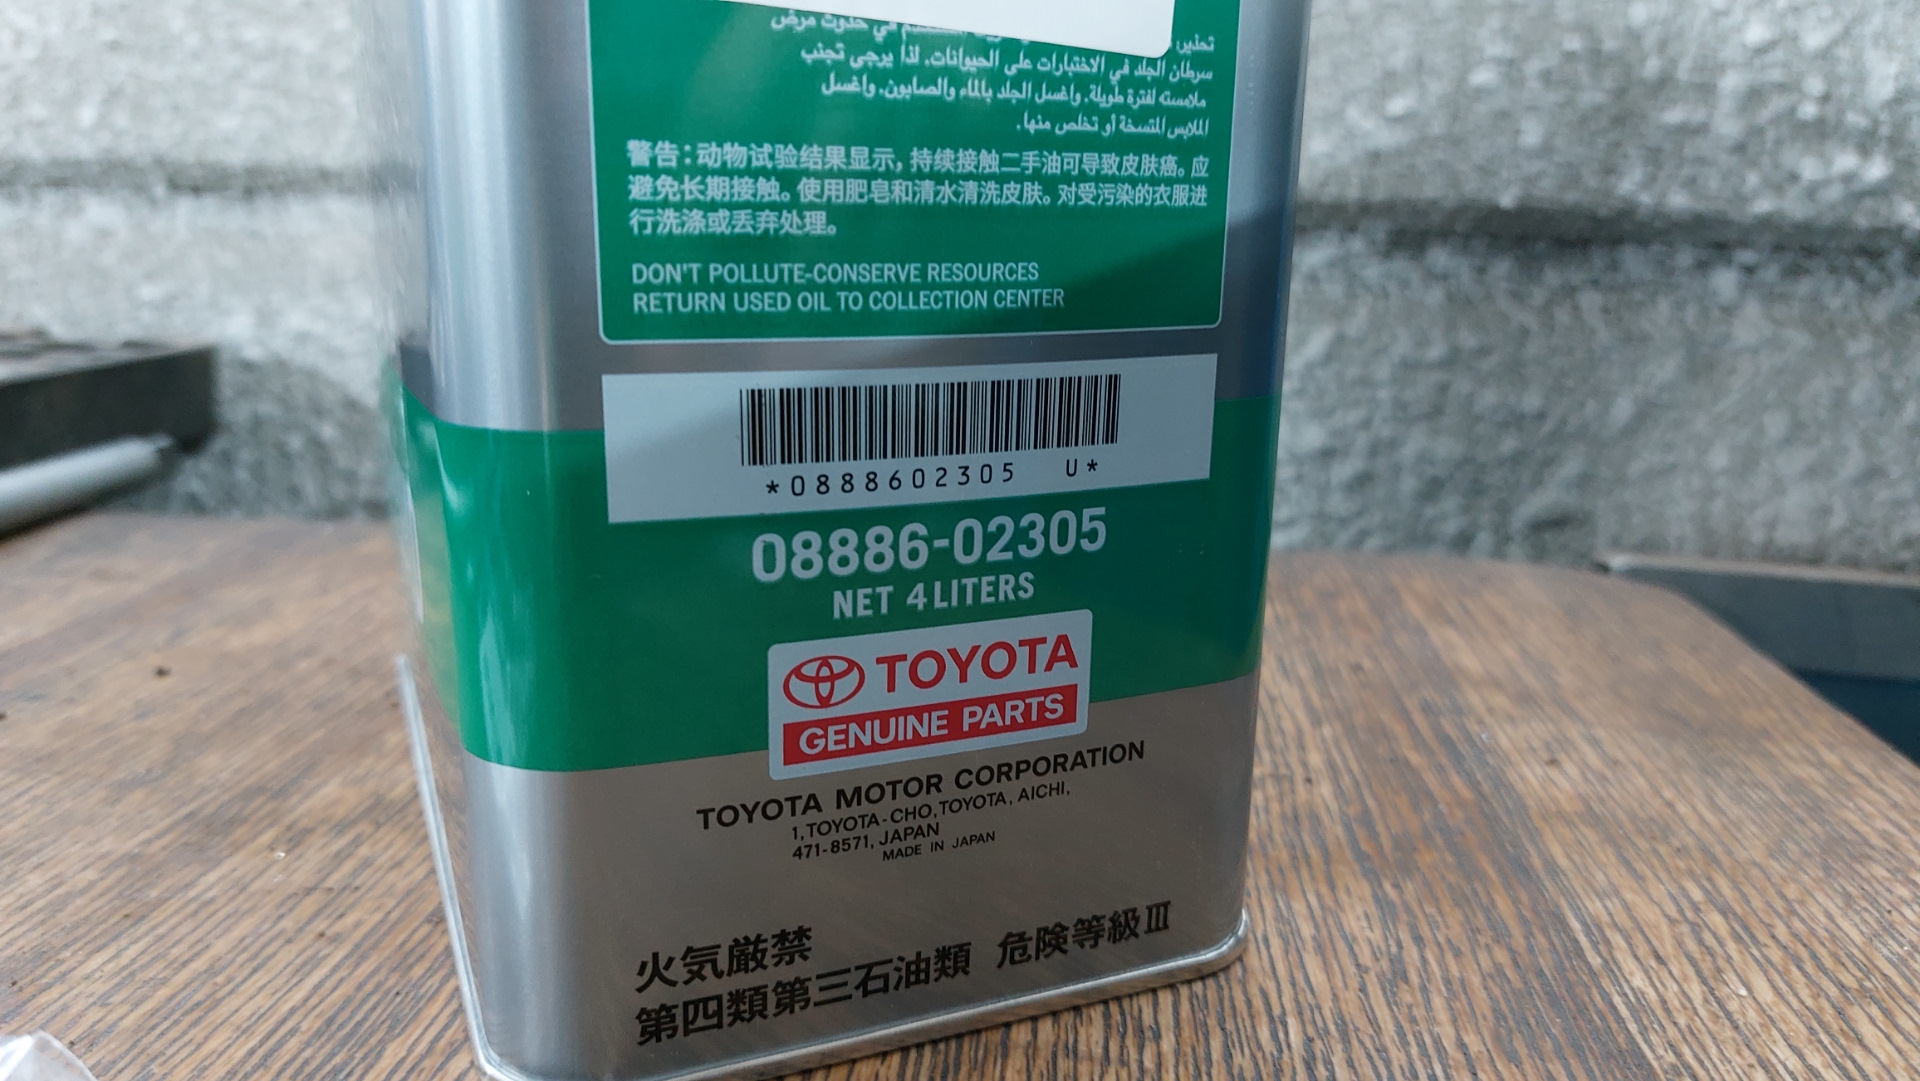 في حدوث مرض
تحذير:
سرطان الجلد في الاختبارات على الحيوانات. لذا يرجى تجنب
ملامسته لفترة طويلة. واغسل الجلد بالماء والصابون. واغسل
الملابس المتسخة أو تخلص منها.
警告：动物试验结果显示，持续接触二手油可导致皮肤癌。应
避免长期接触。使用肥皂和清水清洗皮肤。对受污染的衣服进
行洗涤或丢弃处理。
DON'T POLLUTE-CONSERVE RESOURCES
RETURN USED OIL TO COLLECTION CENTER
*0888602305 U*
08886-02305
NET 4 LITERS
TOYOTA
GENUINE PARTS
TOYOTA MOTOR CORPORATION
1,TOYOTA-CHO,TOYOTA, AICHI,
471-8571, JAPAN
MADE IN JAPAN
火気厳禁
第四類第三石油類 危険等級Ⅲ